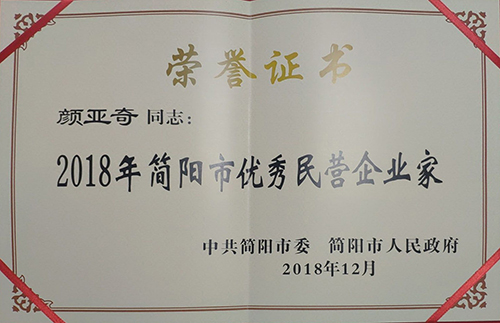 荣誉证书
颜亚奇 同志：
2018年简阳市优秀民营企业家
中共简阳市委 简阳市人民政府
2018年12月